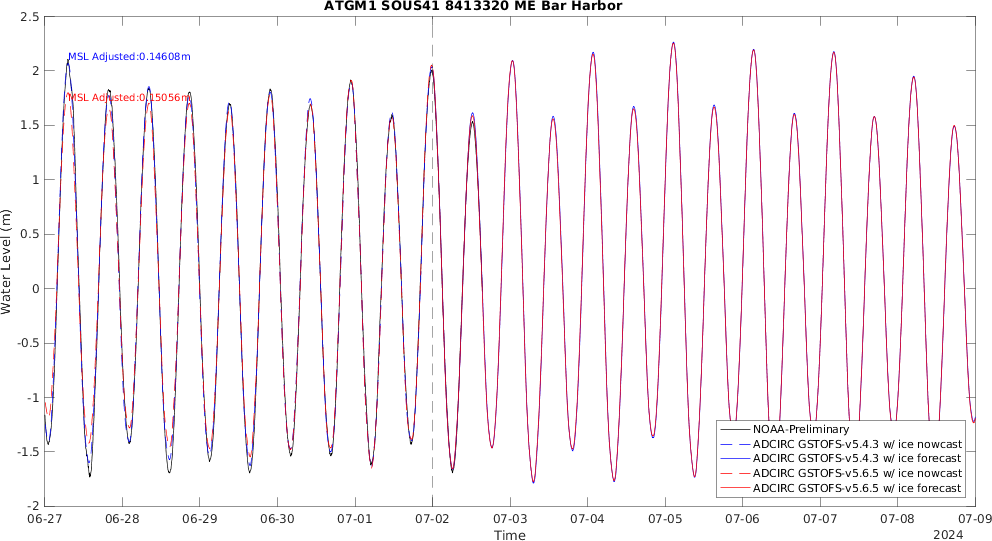 ATGM1 SOUS41 8413320 ME Bar Harbor
2.5
2
1.5
1
0.5
0
-0.5
-1
-1.5
-2
Water Level (m)
MSL Adjusted:0.14608m
MSL Adjusted:0.15056m
NOAA-Preliminary
ADCIRC GSTOFS-v5.4.3 w/ ice nowcast
ADCIRC GSTOFS-v5.4.3 w/ ice forecast
ADCIRC GSTOFS-v5.6.5 w/ ice nowcast
ADCIRC GSTOFS-v5.6.5 w/ ice forecast
06-27 06-28 06-29 06-30 07-01 07-02 07-03 07-04 07-05 07-06 07-07 07-08 07-09
Time
2024